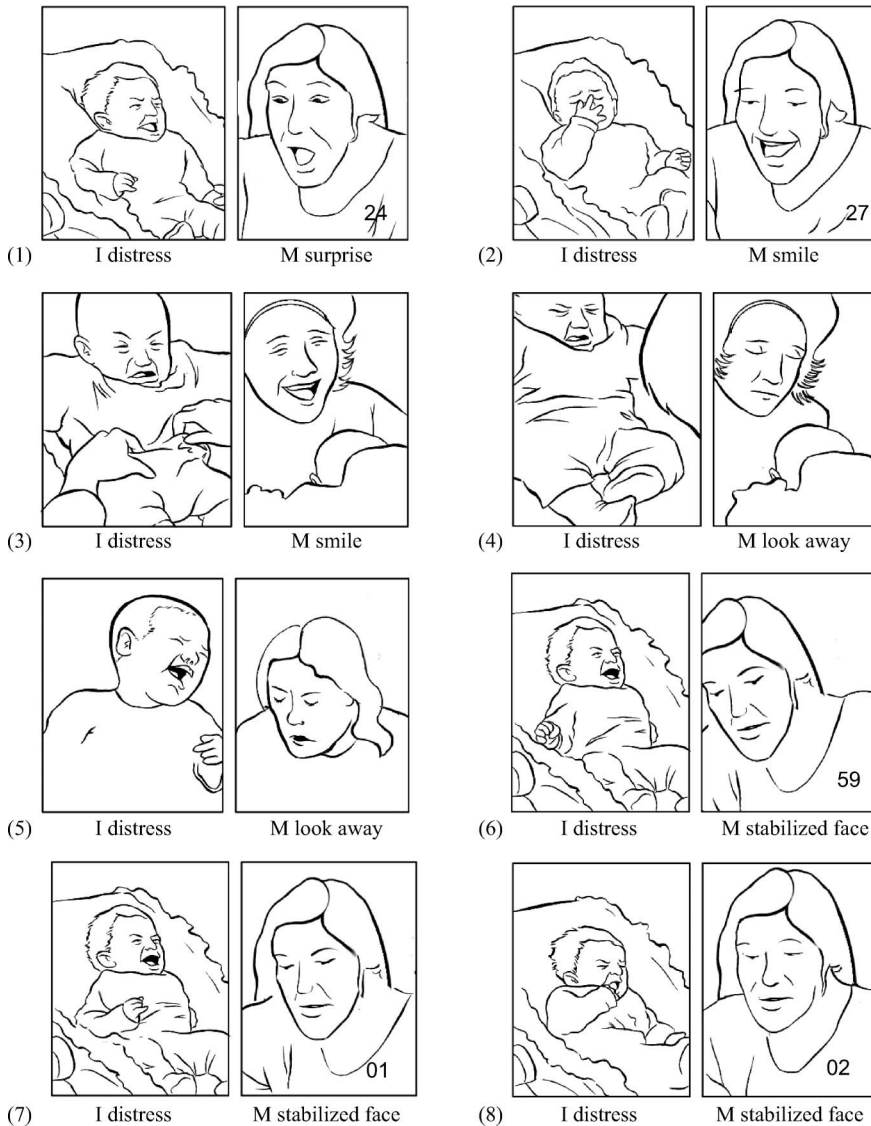 24
27
(1) I distress M surprise
(2) I distress M smile
(3) I distress M smile
(4) I distress M look away
59
(5) I distress M look away
(6) I distress M stabilized face
01
02
(7) I distress M stabilized face
(8) I distress M stabilized face